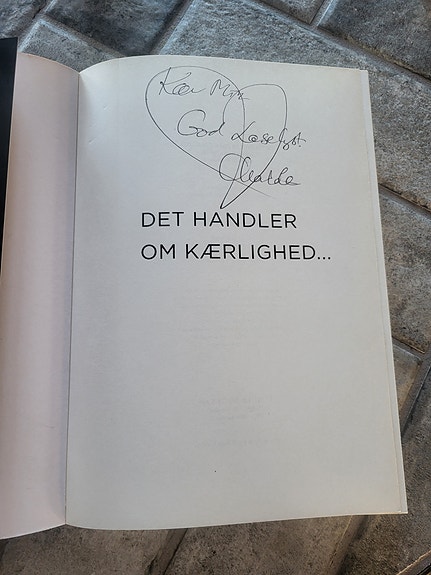 Kære
God Læselyst.
DET HANDLER
OM KÆRLIGHED...